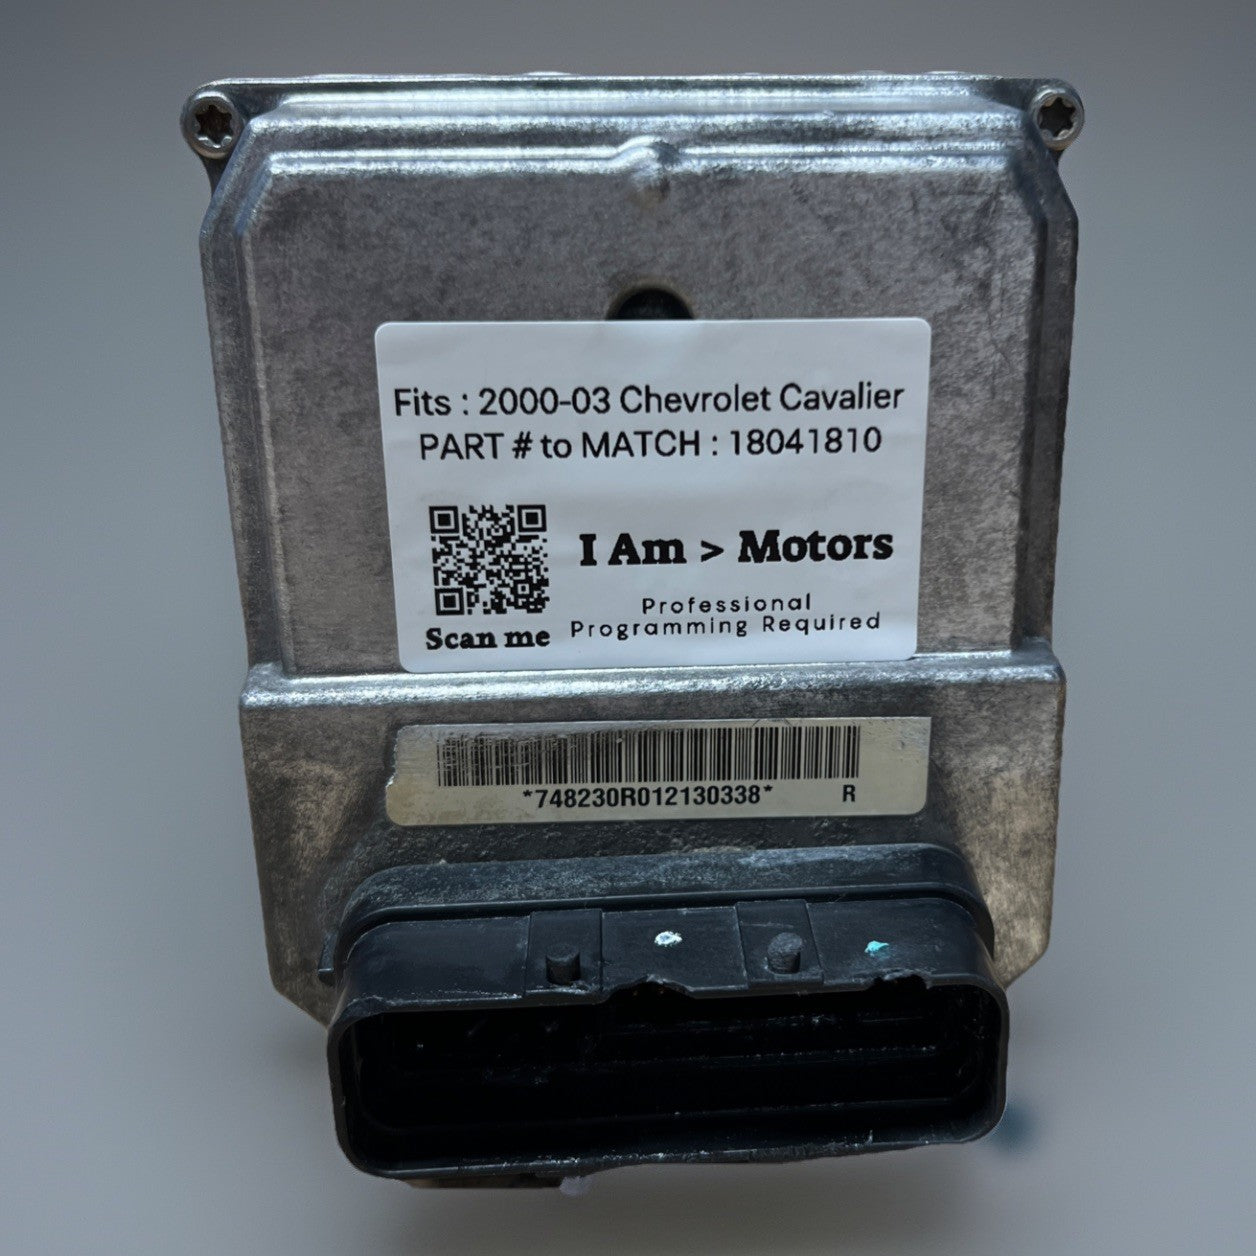 Fits : 2000-03 Chevrolet Cavalier
PART # to MATCH : 18041810
I Am > Motors
Professional
Programming Required
Scan me
*748230R012130338* R